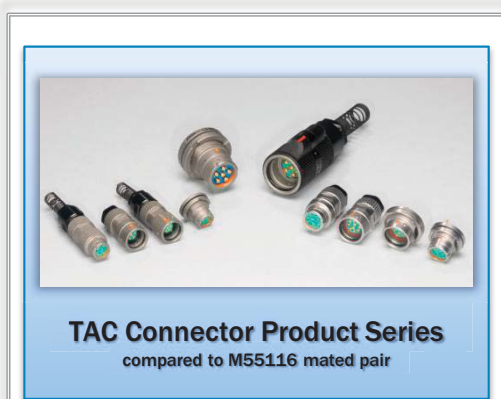 TAC Connector Product Series
compared to M55116 mated pair